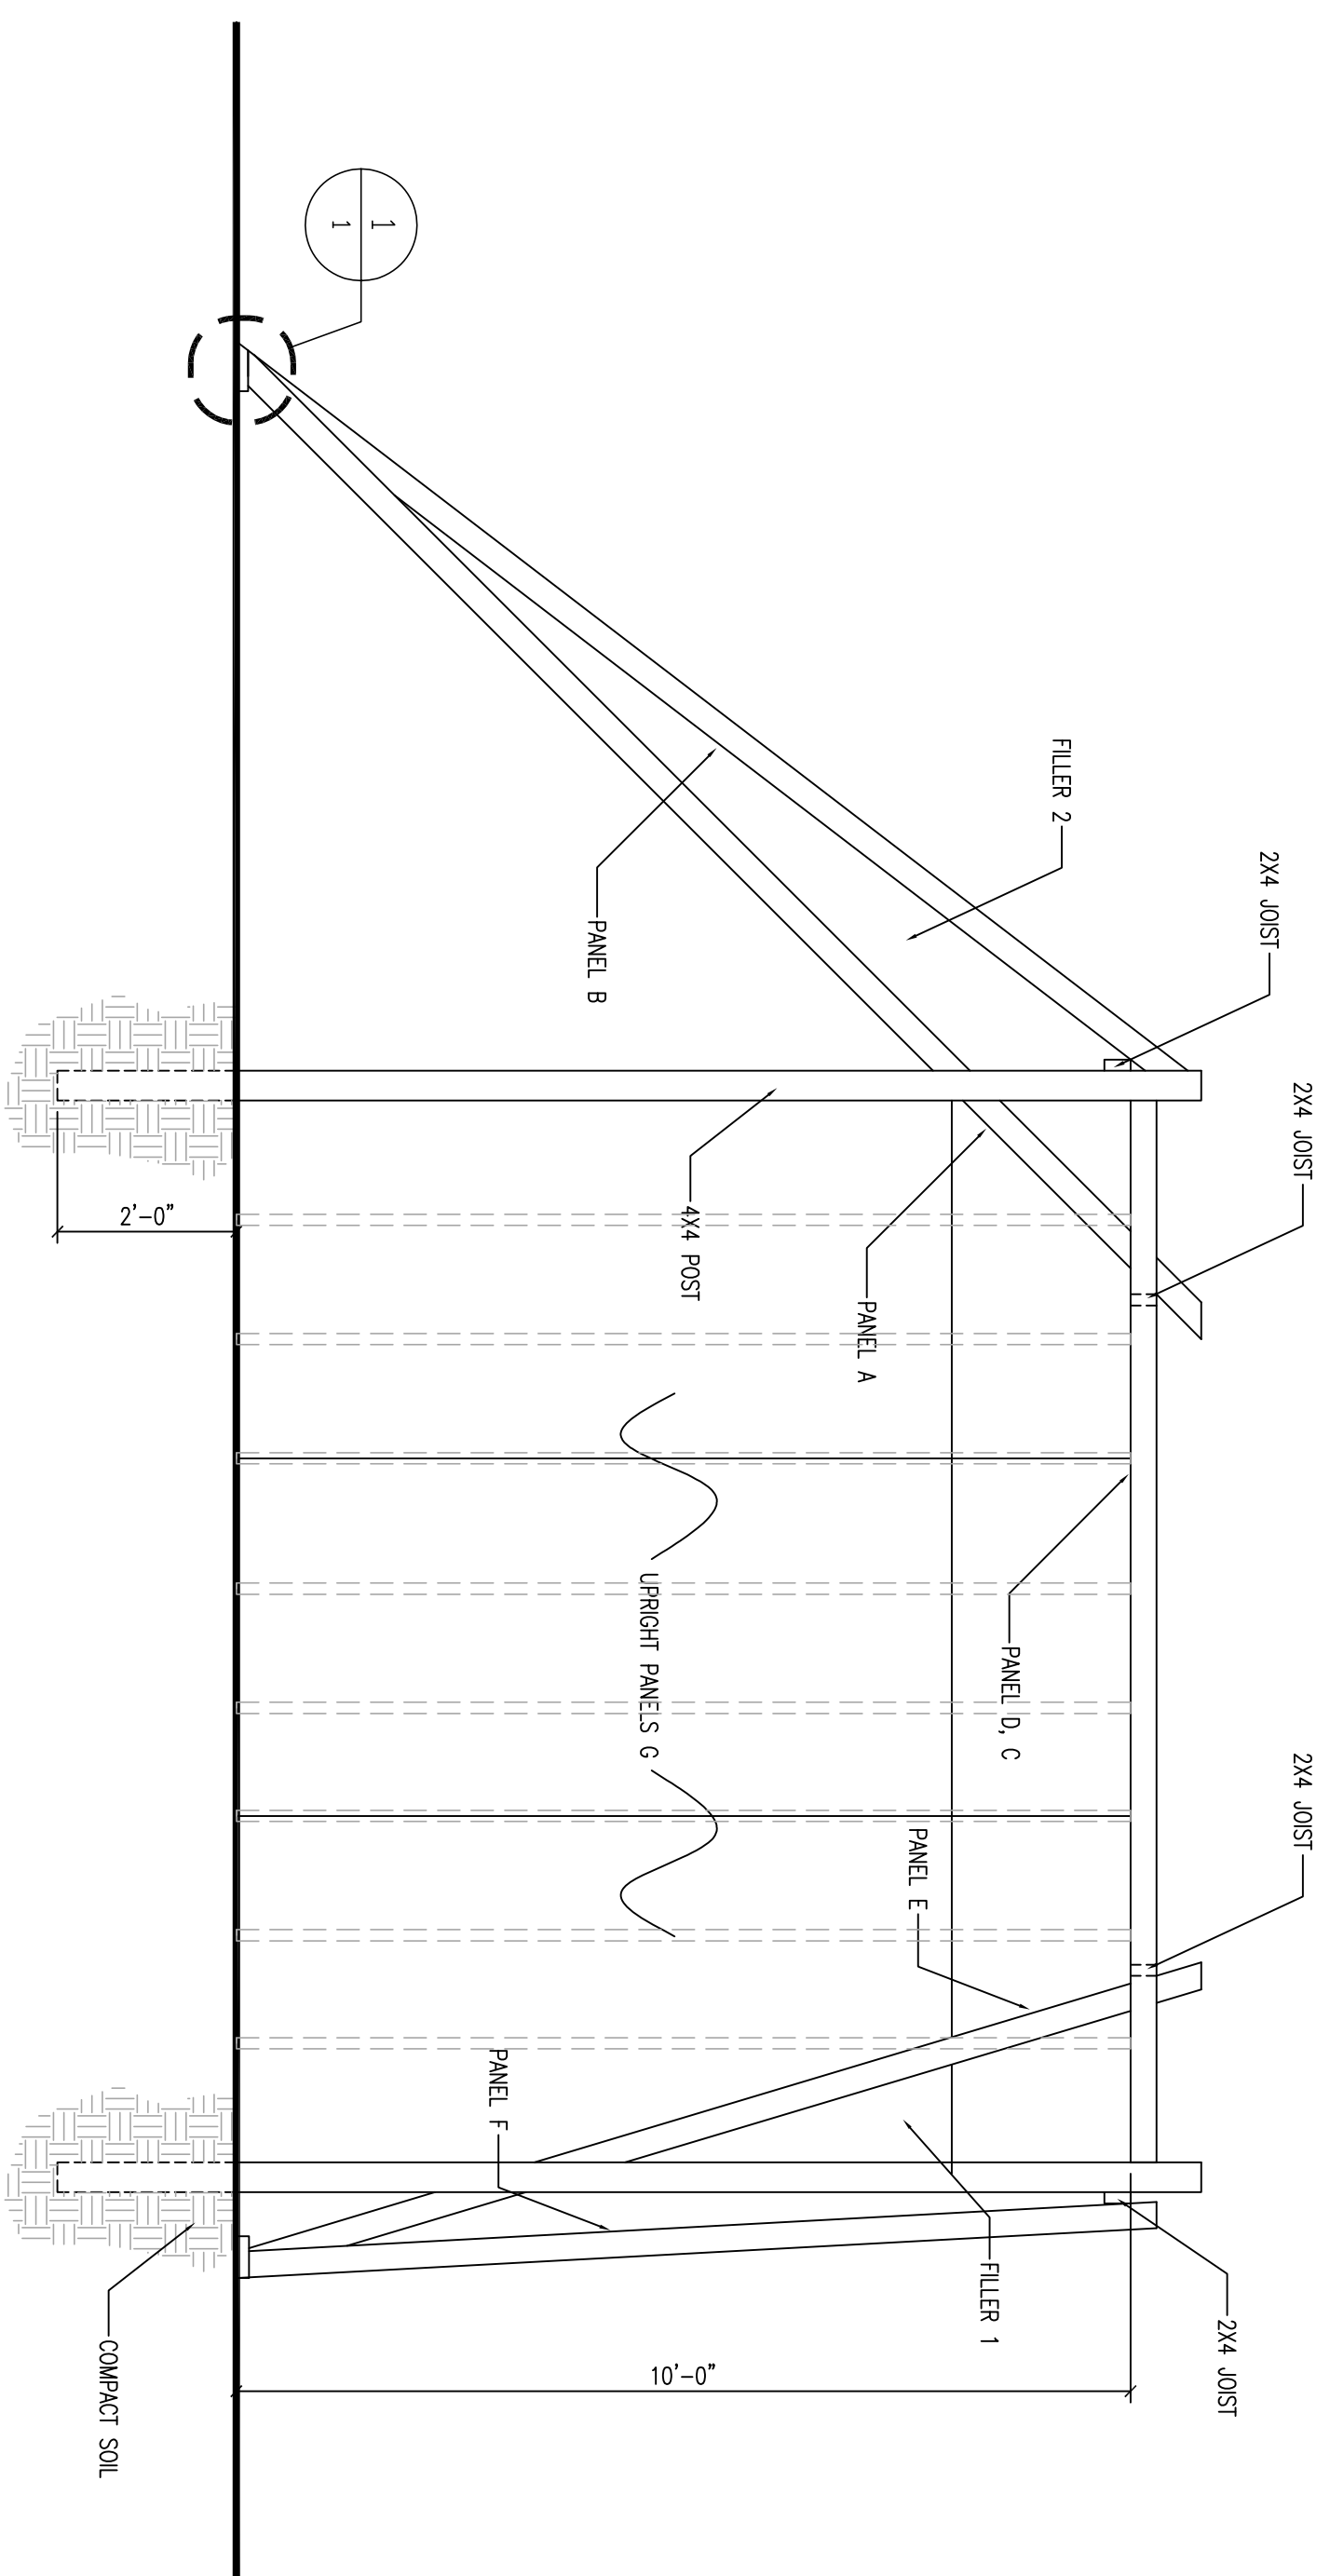 1
1
FILLER 2
2X4 JOIST
2X4 JOIST
PANEL B
4X4 POST
PANEL A
2'-0"
UPRIGHT PANELS G
PANEL D, C
2X4 JOIST
PANEL E
PANEL F
FILLER 1
2X4 JOIST
COMPACT SOIL
10'-0"